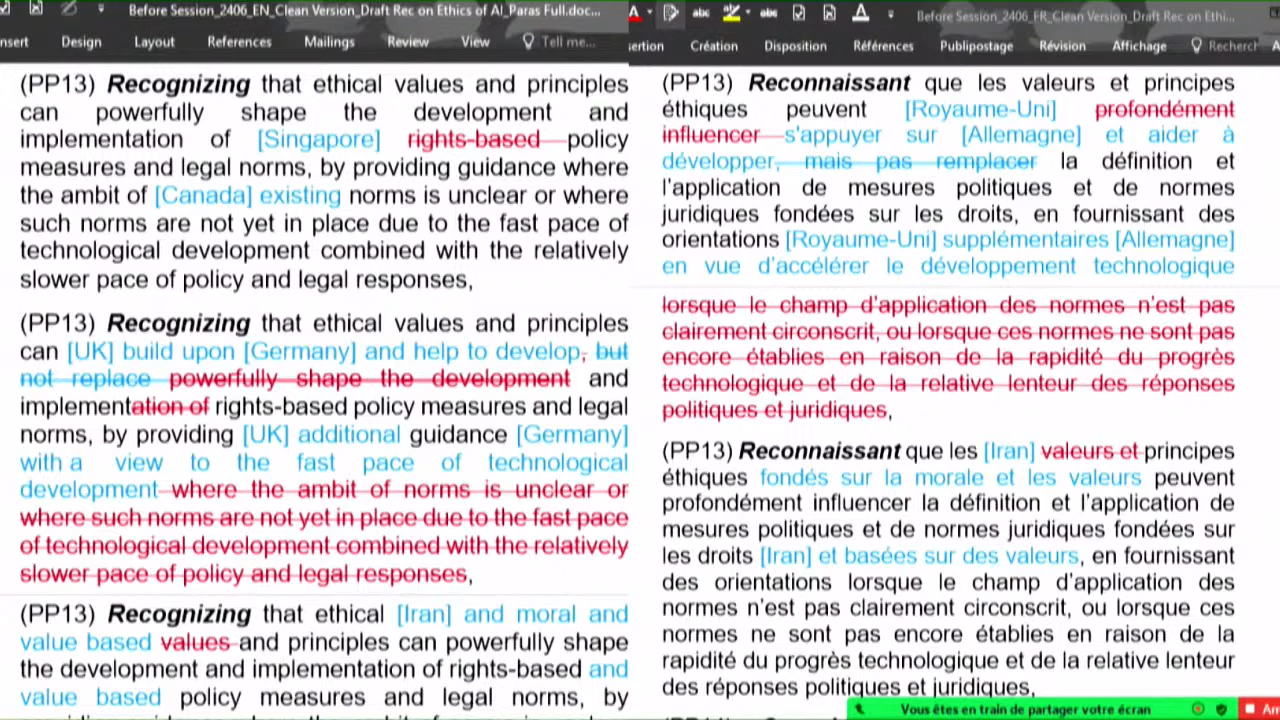 Before Session_2406_EN_Clean Version_Draft Rec on Ethics of AI_Paras Full.doc...
nsert Design Layout References Mailings Review View Tell me...
(PP13) Recognizing that ethical values and principles
can powerfully shape the development and
implementation of [Singapore] rights-based policy
measures and legal norms, by providing guidance where
the ambit of [Canada] existing norms is unclear or where
such norms are not yet in place due to the fast pace of
technological development combined with the relatively
slower pace of policy and legal responses,
(PP13) Recognizing that ethical values and principles
can [UK] build upon [Germany] and help to develop, but
not replace powerfully shape the development and
implementation of rights-based policy measures and legal
norms, by providing [UK] additional guidance [Germany]
with a view to the fast pace of technological
development where the ambit of norms is unclear or
where such norms are not yet in place due to the fast pace
of technological development combined with the relatively
slower pace of policy and legal responses,
(PP13) Recognizing that ethical [Iran] and moral and
value based values and principles can powerfully shape
the development and implementation of rights-based and
value based policy measures and legal norms, by
Before Session_2406_FR_Clean Version_Draft Rec on Ethi...
sertion Création Disposition Références Publipostage Révision Affichage Recherch
(PP13) Reconnaissant que les valeurs et principes
éthiques peuvent [Royaume-Uni] profondément
influencer s'appuyer sur [Allemagne] et aider à
développer, mais pas remplacer la définition et
l'application de mesures politiques et de normes
juridiques fondées sur les droits, en fournissant des
orientations [Royaume-Uni] supplémentaires [Allemagne]
en vue d'accélérer le développement technologique
lorsque le champ d'application des normes n'est pas
clairement circonscrit, ou lorsque ces normes ne sont pas
encore établies en raison de la rapidité du progrès
technologique et de la relative lenteur des réponses
politiques et juridiques,
(PP13) Reconnaissant que les [Iran] valeurs et principes
éthiques fondés sur la morale et les valeurs peuvent
profondément influencer la définition et l'application de
mesures politiques et de normes juridiques fondées sur
les droits [Iran] et basées sur des valeurs, en fournissant
des orientations lorsque le champ d'application des
normes n'est pas clairement circonscrit, ou lorsque ces
normes ne sont pas encore établies en raison de la
rapidité du progrès technologique et de la relative lenteur
des réponses politiques et juridiques,
Vous êtes en train de partager votre écran